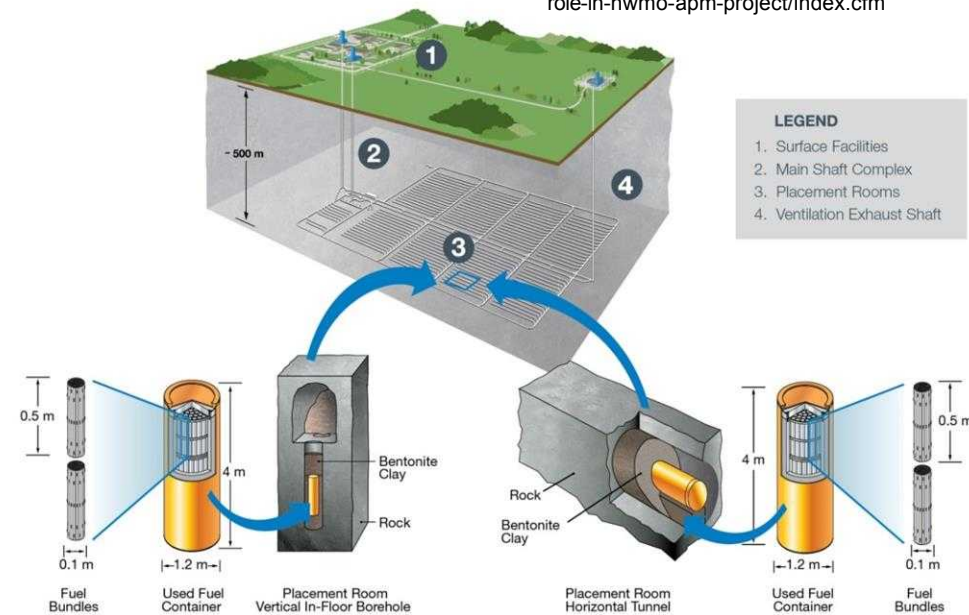 role-in-nwmo-apm-project/index.cfm
1
LEGEND
1. Surface Facilities
2. Main Shaft Complex
3. Placement Rooms
4. Ventilation Exhaust Shaft
~ 500 m
2
4
3
0.5 m
4 m
Bentonite
Clay
Rock
0.1 m
1.2 m
Fuel
Bundles
Used Fuel
Container
Placement Room
Vertical In-Floor Borehole
Rock
Bentonite
Clay
4 m
0.5 m
1.2 m
0.1 m
Placement Room
Horizontal Tunnel
Used Fuel
Container
Fuel
Bundles